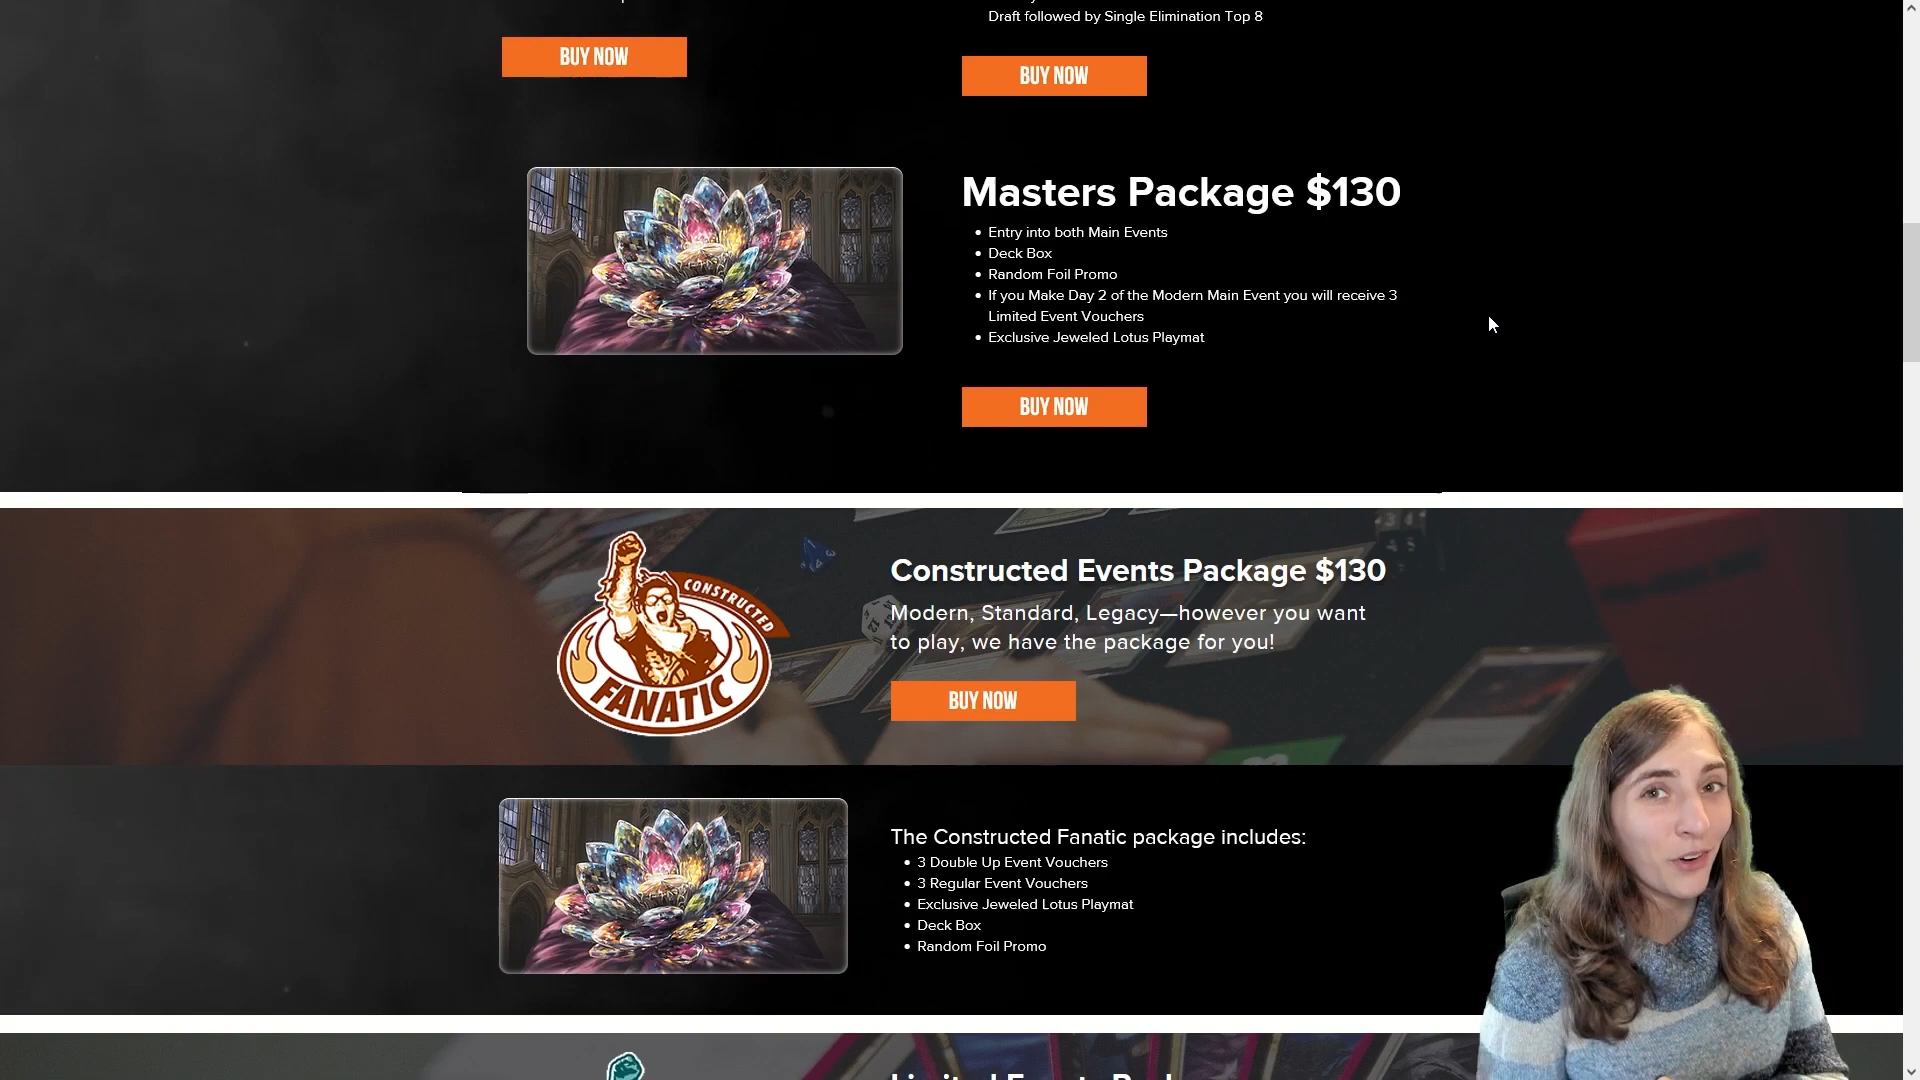 Draft followed by Single Elimination Top 8
BUY NOW
BUY NOW
Masters Package $130
Entry into both Main Events
Deck Box
Random Foil Promo
If you Make Day 2 of the Modern Main Event you will receive 3
Limited Event Vouchers
Exclusive Jeweled Lotus Playmat
BUY NOW
CONSTRUCTED
FANATIC
Constructed Events Package $130
Modern, Standard, Legacy—however you want
to play, we have the package for you!
BUY NOW
The Constructed Fanatic package includes:
3 Double Up Event Vouchers
3 Regular Event Vouchers
Exclusive Jeweled Lotus Playmat
Deck Box
Random Foil Promo